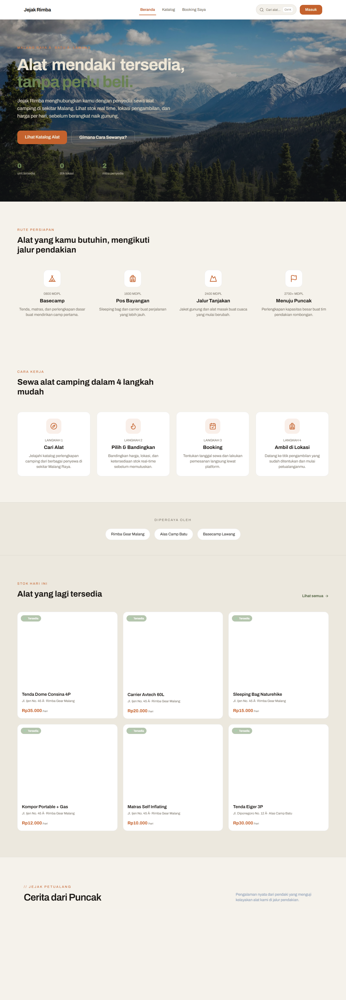 Jejak Rimba
Beranda
Katalog
Booking Saya
Cari alat...
Ctrl K
Masuk
MALANG RAYA Â· BATU Â· LAWANG
Alat mendaki tersedia,
tanpa perlu beli.
Jejak Rimba menghubungkan kamu dengan penyedia sewa alat
camping di sekitar Malang. Lihat stok real time, lokasi pengambilan, dan
harga per hari, sebelum berangkat naik gunung.
Lihat Katalog Alat
Gimana Cara Sewanya?
0
unit tersedia
0
titik lokasi
2
mitra penyedia
RUTE PERSIAPAN
Alat yang kamu butuhin, mengikuti
jalur pendakian
0800 MDPL
Basecamp
Tenda, matras, dan perlengkapan dasar
buat mendirikan camp pertama.
1600 MDPL
Pos Bayangan
Sleeping bag dan carrier buat perjalanan
yang lebih jauh.
2400 MDPL
Jalur Tanjakan
Jaket gunung dan alat masak buat cuaca
yang mulai berubah.
2700+ MDPL
Menuju Puncak
Perlengkapan kapasitas besar buat tim
pendakian rombongan.
CARA KERJA
Sewa alat camping dalam 4 langkah
mudah
LANGKAH 1
Cari Alat
Jelajahi katalog perlengkapan
camping dari berbagai penyewa di
sekitar Malang Raya.
LANGKAH 2
Pilih & Bandingkan
Bandingkan harga, lokasi, dan
ketersediaan stok real-time
sebelum memutuskan.
LANGKAH 3
Booking
Tentukan tanggal sewa dan lakukan
pemesanan langsung lewat
platform.
LANGKAH 4
Ambil di Lokasi
Datang ke titik pengambilan yang
sudah ditentukan dan mulai
petualanganmu.
DIPERCAYA OLEH
Rimba Gear Malang
Alas Camp Batu
Basecamp Lawang
STOK HARI INI
Alat yang lagi tersedia
Lihat semua →
Tersedia
Tenda Dome Consina 4P
Jl. Ijen No. 45 Â· Rimba Gear Malang
Rp35.000 /hari
Tersedia
Carrier Avtech 60L
Jl. Ijen No. 45 Â· Rimba Gear Malang
Rp20.000 /hari
Tersedia
Sleeping Bag Naturehike
Jl. Ijen No. 45 Â· Rimba Gear Malang
Rp15.000 /hari
Tersedia
Kompor Portable + Gas
Jl. Ijen No. 45 Â· Rimba Gear Malang
Rp12.000 /hari
Tersedia
Matras Self Inflating
Jl. Ijen No. 45 Â· Rimba Gear Malang
Rp10.000 /hari
Tersedia
Tenda Eiger 3P
Jl. Diponegoro No. 12 Â· Alas Camp Batu
Rp30.000 /hari
// JEJAK PETUALANG
Cerita dari Puncak
Pengalaman nyata dari pendaki yang menguji
kelayakan alat kami di jalur pendakian.